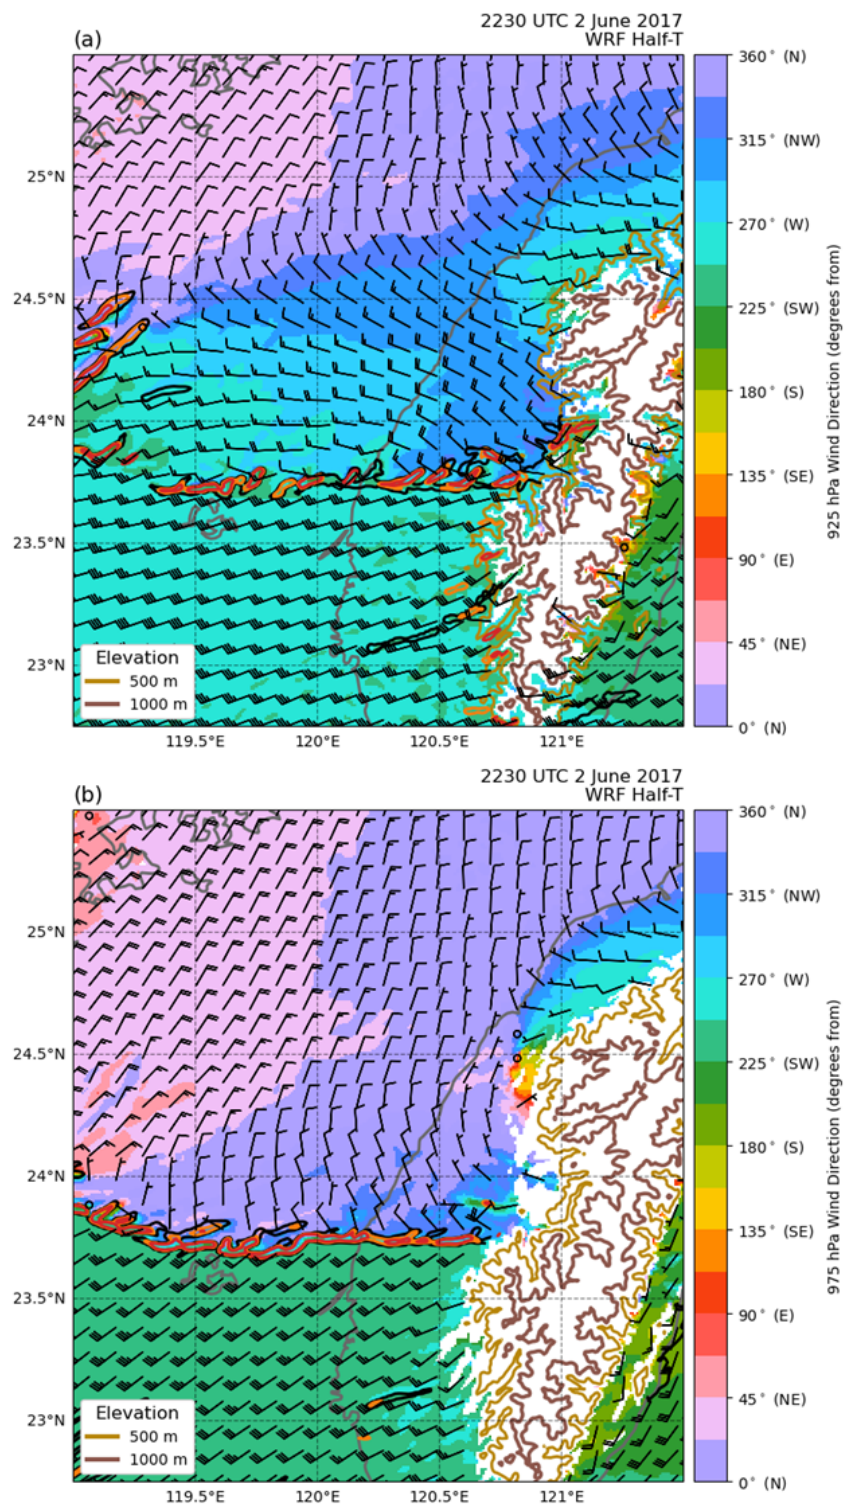 2230 UTC 2 June 2017
(a)
WRF Half-T
360° (N)
315° (NW)
270° (W)
225° (SW)
180° (S)
135° (SE)
90° (E)
45° (NE)
0° (N)
925 hPa Wind Direction (degrees from)
25°N
24.5°N
24°N
23.5°N
23°N
Elevation
500 m
1000 m
119.5°E
120°E
120.5°E
121°E
2230 UTC 2 June 2017
(b)
WRF Half-T
360° (N)
315° (NW)
270° (W)
225° (SW)
180° (S)
135° (SE)
90° (E)
45° (NE)
0° (N)
975 hPa Wind Direction (degrees from)
25°N
24.5°N
24°N
23.5°N
23°N
Elevation
500 m
1000 m
119.5°E
120°E
120.5°E
121°E